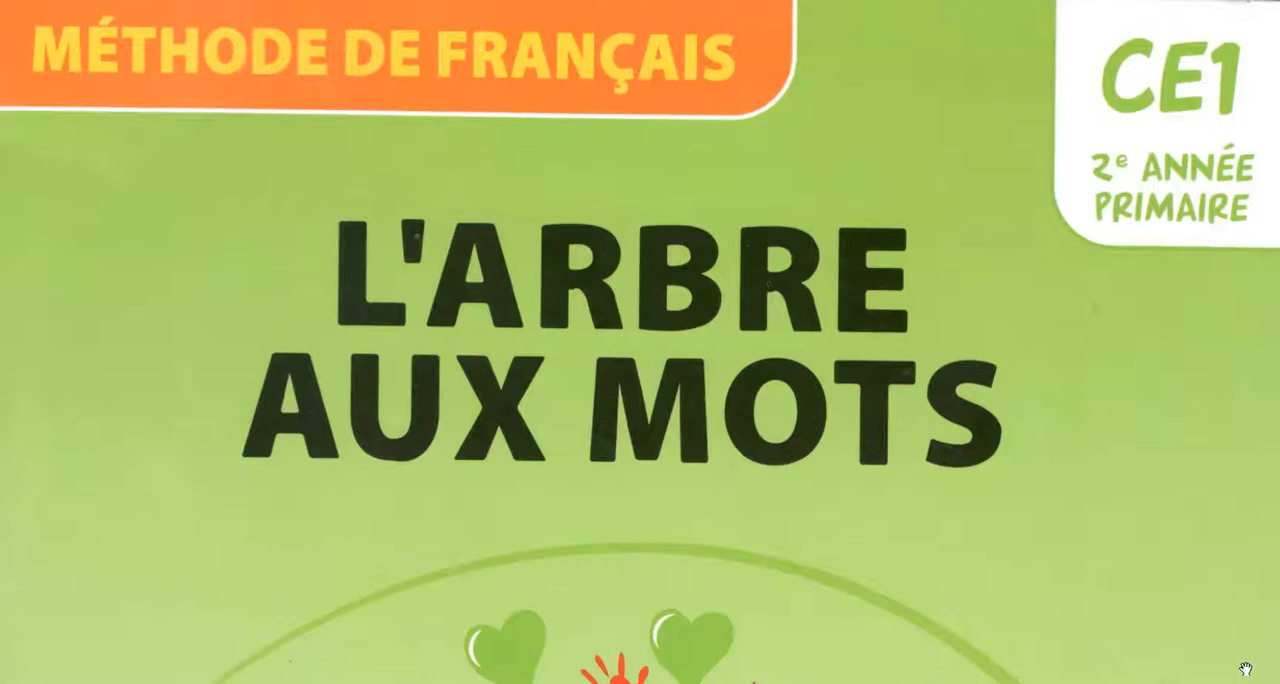 MÉTHODE DE FRANÇAIS
CE1
2e ANNÉE
PRIMAIRE
L'ARBRE
AUX MOTS